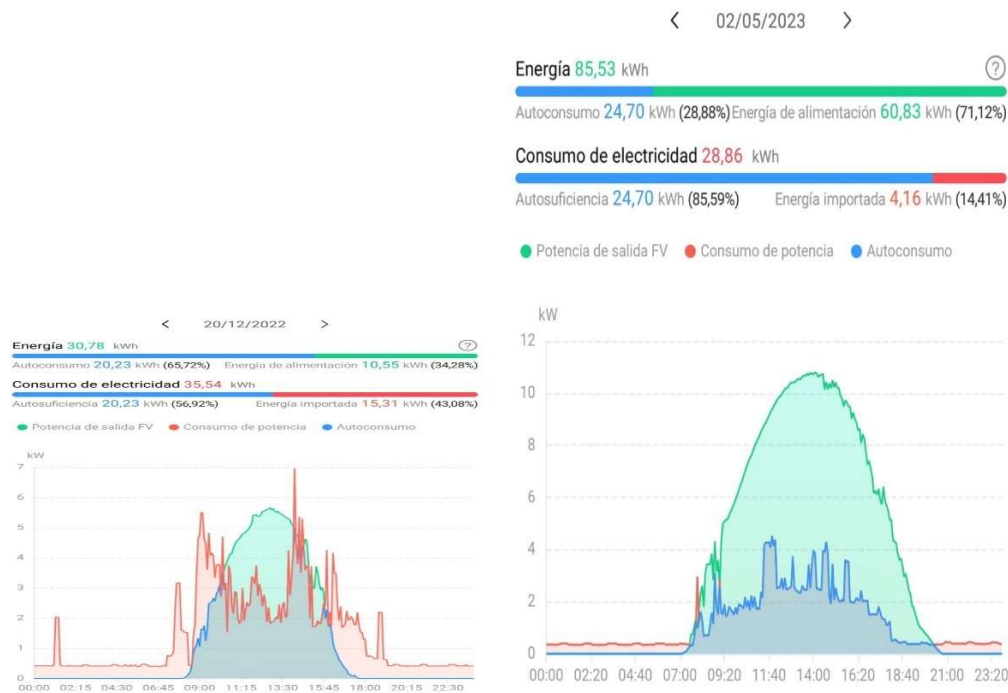 < 20/12/2022 >
Energía 30,78 kWh ?
Autoconsumo 20,23 kWh (65,72%) Energía de alimentación 10,55 kWh (34,28%)
Consumo de electricidad 35,54 kWh
Autosuficiencia 20,23 kWh (56,92%) Energía importada 15,31 kWh (43,08%)
Potencia de salida FV Consumo de potencia Autoconsumo
kW
7
6
5
4
3
2
1
0
00:00 02:15 04:30 06:45 09:00 11:15 13:30 15:45 18:00 20:15 22:30
< 02/05/2023 >
Energía 85,53 kWh ?
Autoconsumo 24,70 kWh (28,88%) Energía de alimentación 60,83 kWh (71,12%)
Consumo de electricidad 28,86 kWh
Autosuficiencia 24,70 kWh (85,59%) Energía importada 4,16 kWh (14,41%)
Potencia de salida FV Consumo de potencia Autoconsumo
kW
12
10
8
6
4
2
0
00:00 02:20 04:40 07:00 09:20 11:40 14:00 16:20 18:40 21:00 23:20